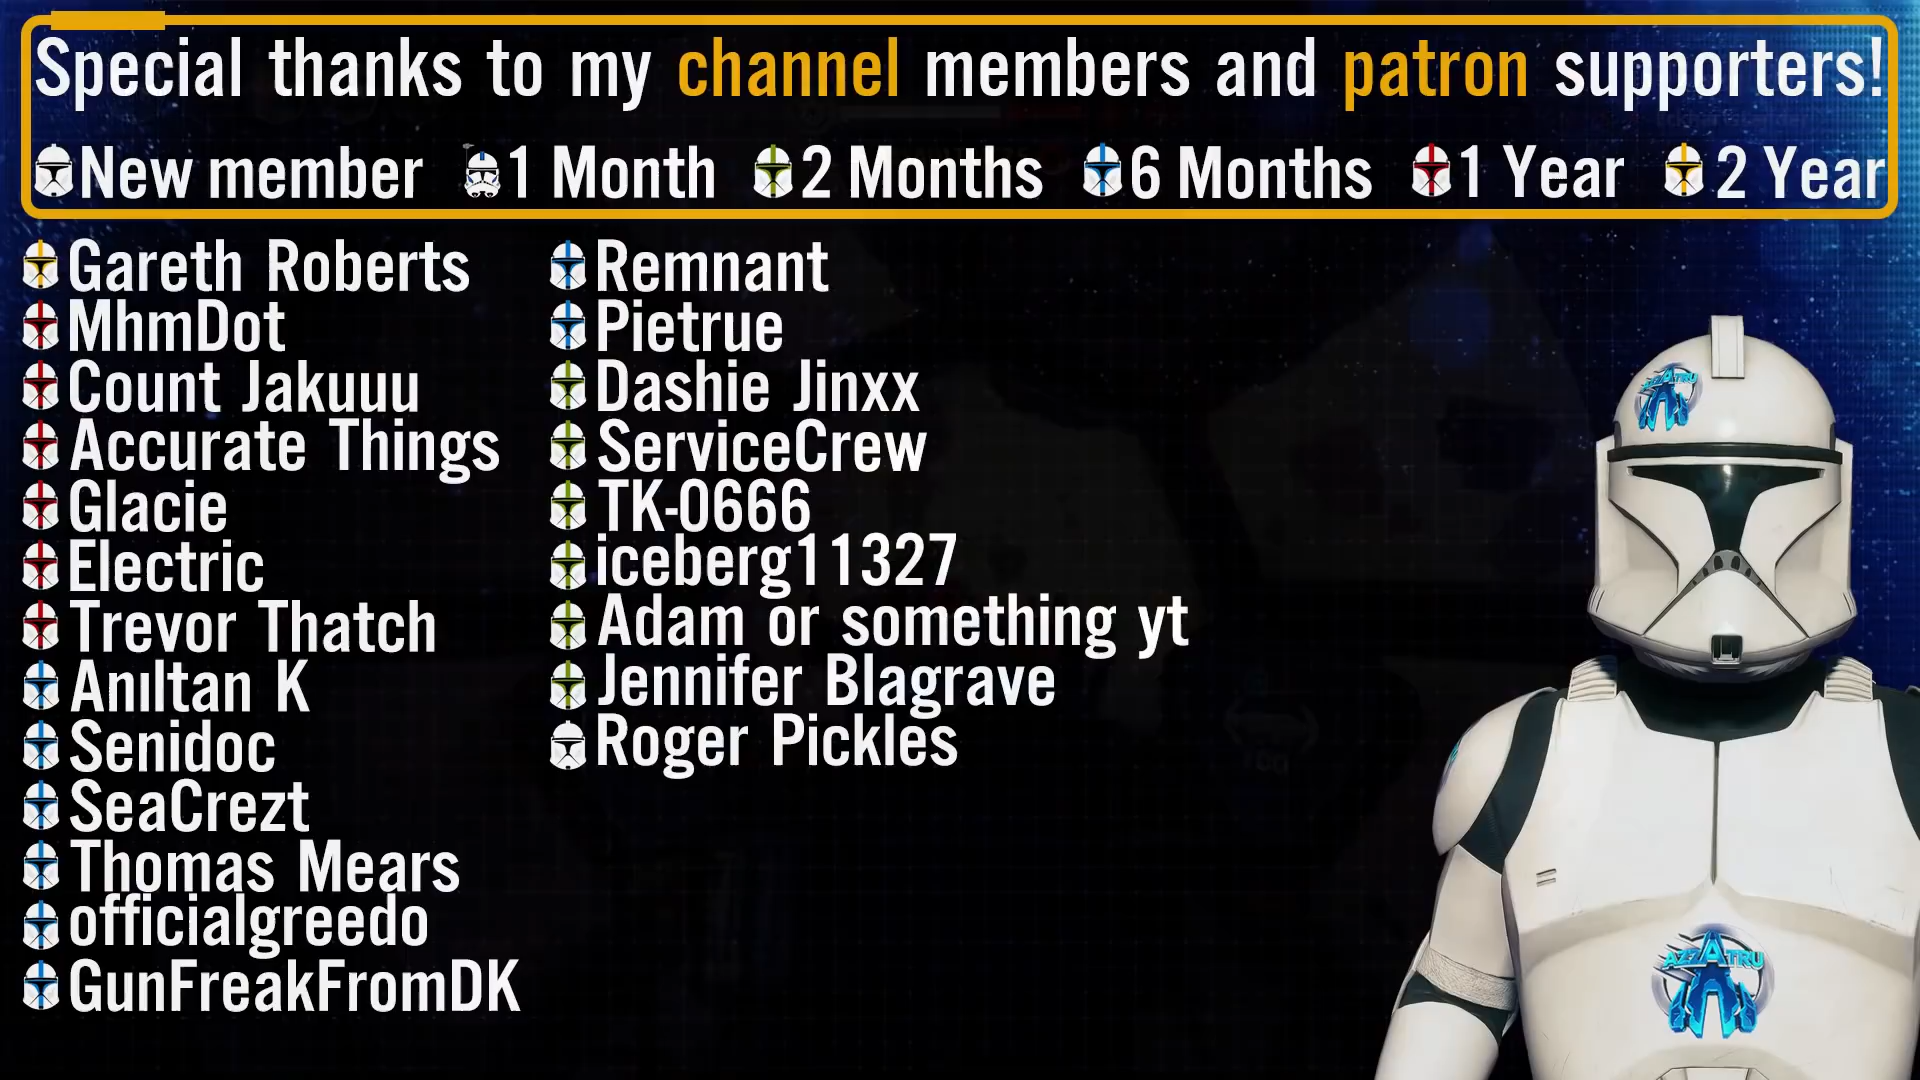 Special thanks to my channel members and patron supporters!
New member 1 Month 2 Months 6 Months 1 Year 2 Year
Gareth Roberts
MhmDot
Count Jakuuu
Accurate Things
Glacie
Electric
Trevor Thatch
Anıltan K
Senidoc
SeaCrezt
Thomas Mears
officialgreedo
GunFreakFromDK
Remnant
Pietrue
Dashie Jinxx
ServiceCrew
TK-0666
iceberg11327
Adam or something yt
Jennifer Blagrave
Roger Pickles
AZZATRU
AZZATRU